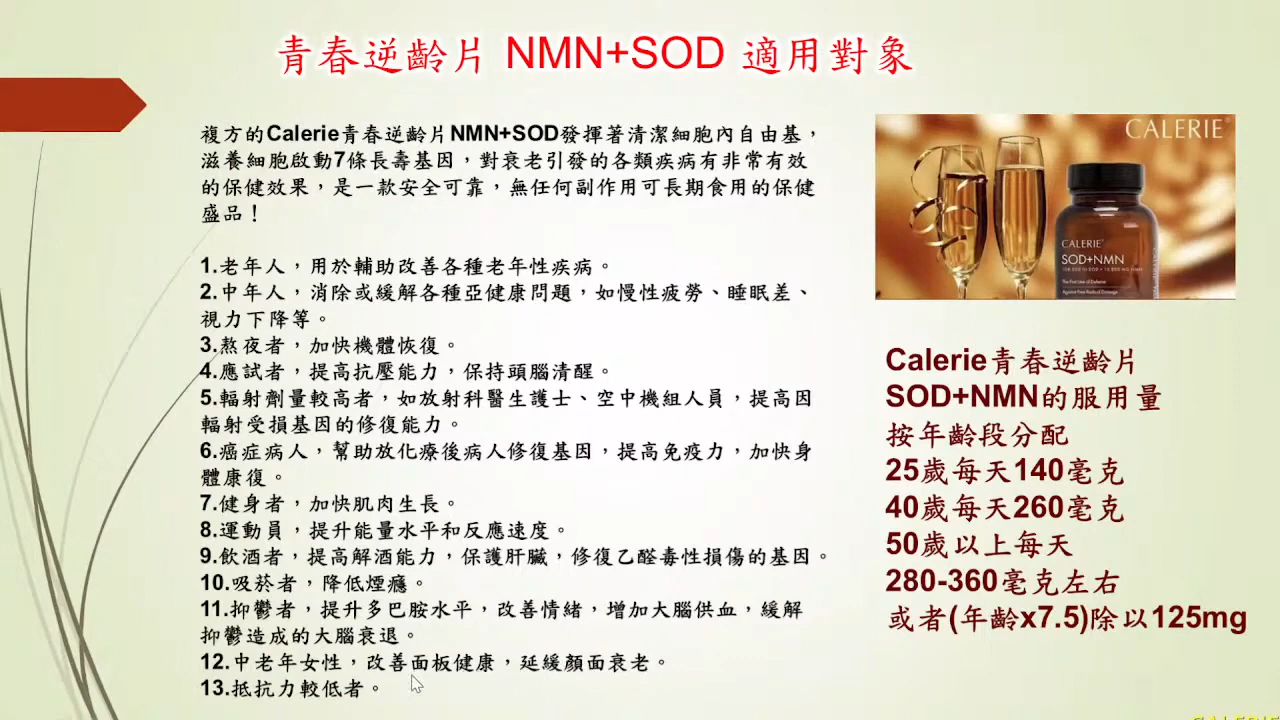 青春逆齡片 NMN+SOD 適用對象
複方的Calerie青春逆齡片NMN+SOD發揮著清潔細胞內自由基，
滋養細胞啟動7條長壽基因，對衰老引發的各類疾病有非常有效
的保健效果，是一款安全可靠，無任何副作用可長期食用的保健
盛品！
1.老年人，用於輔助改善各種老年性疾病。
2.中年人，消除或緩解各種亞健康問題，如慢性疲勞、睡眠差、
視力下降等。
3.熬夜者，加快機體恢復。
4.應試者，提高抗壓能力，保持頭腦清醒。
5.輻射劑量較高者，如放射科醫生護士、空中機組人員，提高因
輻射受損基因的修復能力。
6.癌症病人，幫助放化療後病人修復基因，提高免疫力，加快身
體康復。
7.健身者，加快肌肉生長。
8.運動員，提升能量水平和反應速度。
9.飲酒者，提高解酒能力，保護肝臟，修復乙醛毒性損傷的基因。
10.吸菸者，降低煙癮。
11.抑鬱者，提升多巴胺水平，改善情緒，增加大腦供血，緩解
抑鬱造成的大腦衰退。
12.中老年女性，改善面板健康，延緩顏面衰老。
13.抵抗力較低者。
CALERIE®
CALERIE®
SOD+NMN
The First Line of Defense
Against Free Radical Damage
Calerie青春逆齡片
SOD+NMN的服用量
按年齡段分配
25歲每天140毫克
40歲每天260毫克
50歲以上每天
280-360毫克左右
或者(年齡x7.5)除以125mg